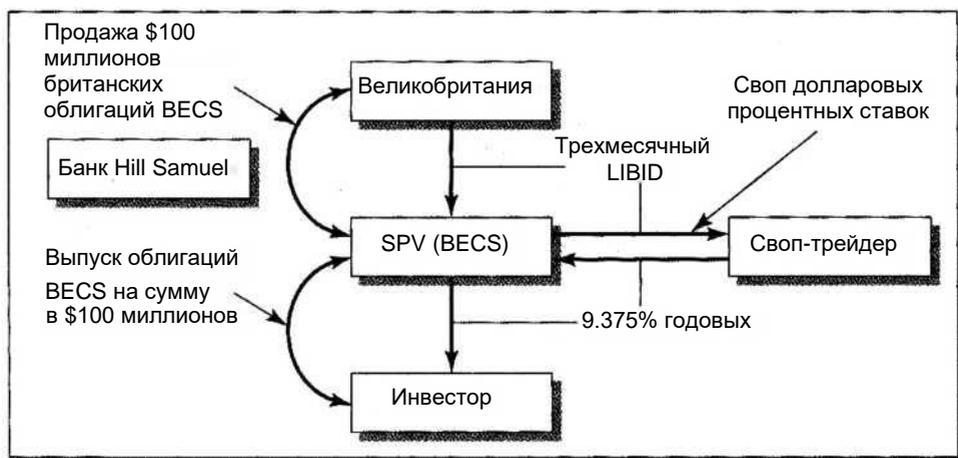 Продажа $100
миллионов
британских
облигаций BECS
Великобритания
Своп долларовых
процентных ставок
Банк Hill Samuel
Трехмесячный
LIBID
SPV (BECS)
Своп-трейдер
Выпуск облигаций
BECS на сумму
в $100 миллионов
9.375% годовых
Инвестор